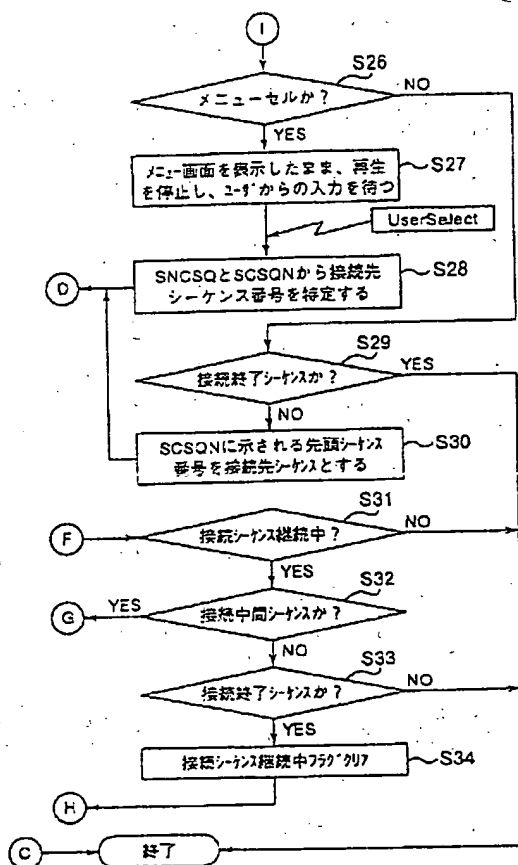 I
S26
メニューセルか？
NO
YES
メニュー画面を表示したまま、再生
を停止し、ユーザからの入力を待つ
S27
UserSelect
SNCSQとSCSQNから接続先
シーケンス番号を特定する
S28
D
S29
接続終了シーケンスか？
YES
NO
SCSQNに示される先頭シーケンス
番号を接続先シーケンスとする
S30
S31
F
接続シーケンス継続中？
NO
YES
S32
G
YES
接続中間シーケンスか？
NO
S33
接続終了シーケンスか？
NO
YES
接続シーケンス継続中フラグクリア
S34
H
C
終了